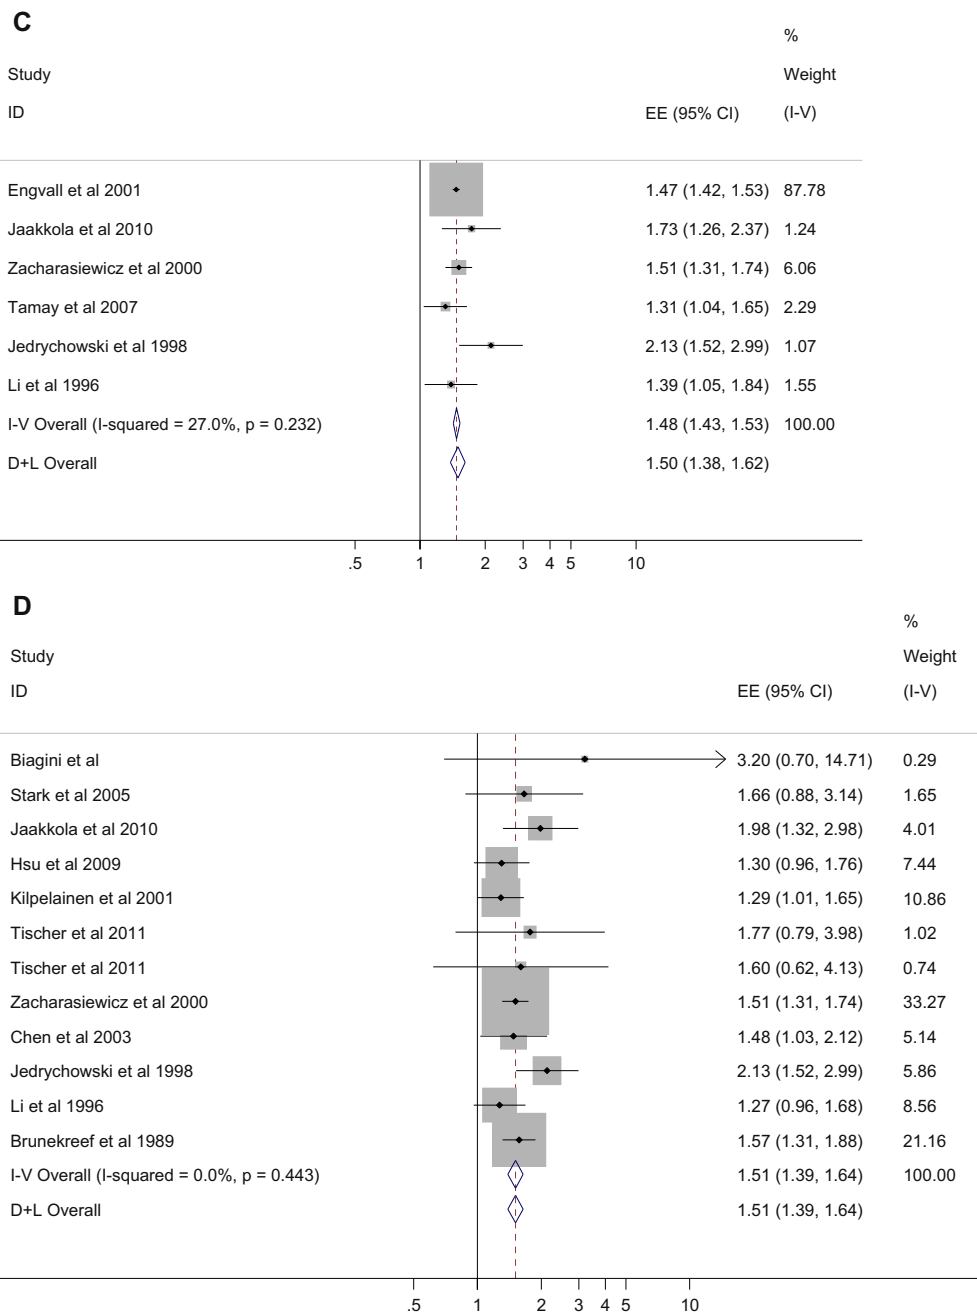 C
%
Study Weight
ID EE (95% CI) (I-V)
Engvall et al 2001 1.47 (1.42, 1.53) 87.78
Jaakkola et al 2010 1.73 (1.26, 2.37) 1.24
Zacharasiewicz et al 2000 1.51 (1.31, 1.74) 6.06
Tamay et al 2007 1.31 (1.04, 1.65) 2.29
Jedrychowski et al 1998 2.13 (1.52, 2.99) 1.07
Li et al 1996 1.39 (1.05, 1.84) 1.55
I-V Overall (I-squared = 27.0%, p = 0.232) 1.48 (1.43, 1.53) 100.00
D+L Overall 1.50 (1.38, 1.62)
.5 1 2 3 4 5 10
D
%
Study Weight
ID EE (95% CI) (I-V)
Biagini et al 3.20 (0.70, 14.71) 0.29
Stark et al 2005 1.66 (0.88, 3.14) 1.65
Jaakkola et al 2010 1.98 (1.32, 2.98) 4.01
Hsu et al 2009 1.30 (0.96, 1.76) 7.44
Kilpelainen et al 2001 1.29 (1.01, 1.65) 10.86
Tischer et al 2011 1.77 (0.79, 3.98) 1.02
Tischer et al 2011 1.60 (0.62, 4.13) 0.74
Zacharasiewicz et al 2000 1.51 (1.31, 1.74) 33.27
Chen et al 2003 1.48 (1.03, 2.12) 5.14
Jedrychowski et al 1998 2.13 (1.52, 2.99) 5.86
Li et al 1996 1.27 (0.96, 1.68) 8.56
Brunekreef et al 1989 1.57 (1.31, 1.88) 21.16
I-V Overall (I-squared = 0.0%, p = 0.443) 1.51 (1.39, 1.64) 100.00
D+L Overall 1.51 (1.39, 1.64)
.5 1 2 3 4 5 10